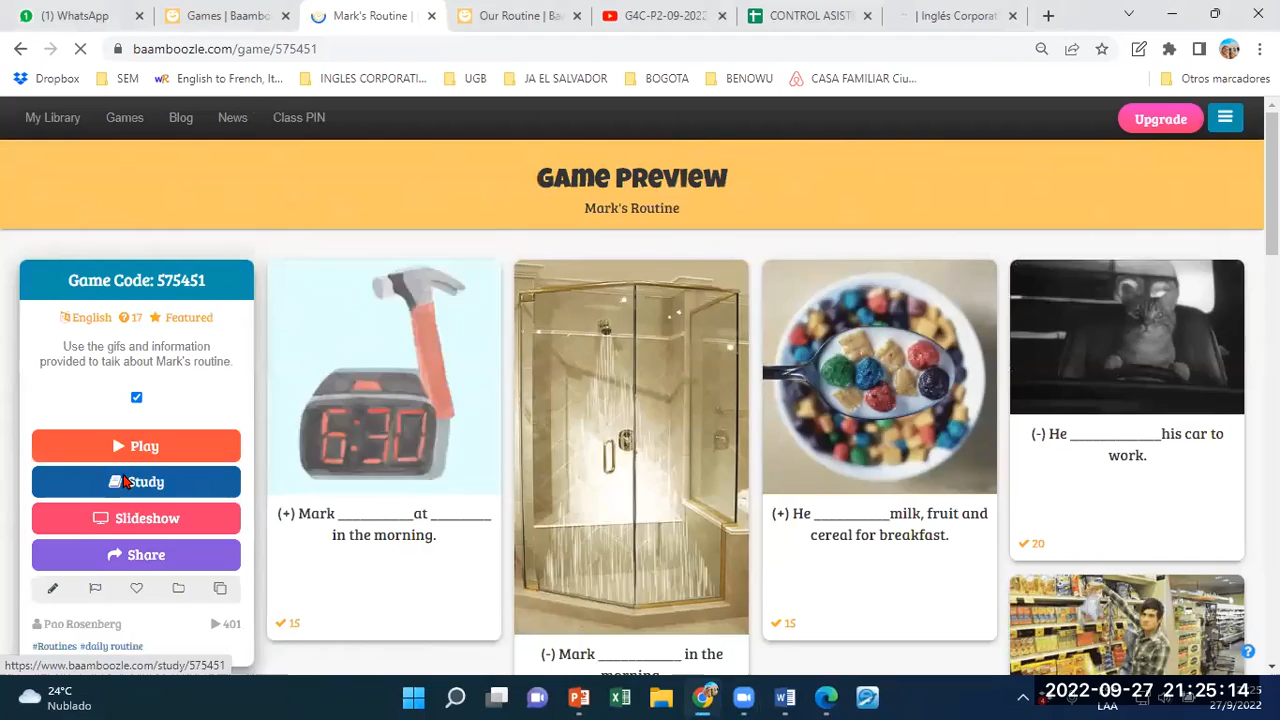 (1) WhatsApp
Games | Baambo
Mark's Routine |
Our Routine | Baa
G4C-P2-09-2022
CONTROL ASIST
| Inglés Corporat
baamboozle.com/game/575451
Dropbox
SEM
English to French, It...
INGLES CORPORATI...
UGB
JA EL SALVADOR
BOGOTA
BENOWU
CASA FAMILIAR Ciu...
Otros marcadores
My Library
Games
Blog
News
Class PIN
Upgrade
Game Preview
Mark's Routine
Game Code: 575451
English 17 Featured
Use the gifs and information
provided to talk about Mark's routine.
Play
Study
Slideshow
Share
Pao Rosenberg 401
#Routines #daily routine
6:30
(+) Mark __________at ________
in the morning.
15
(-) Mark ___________ in the
(+) He __________milk, fruit and
cereal for breakfast.
15
(-) He ____________his car to
work.
20
https://www.baamboozle.com/study/575451
24°C
Nublado
2022-09-27 21:25:14
LAA
27/9/2022